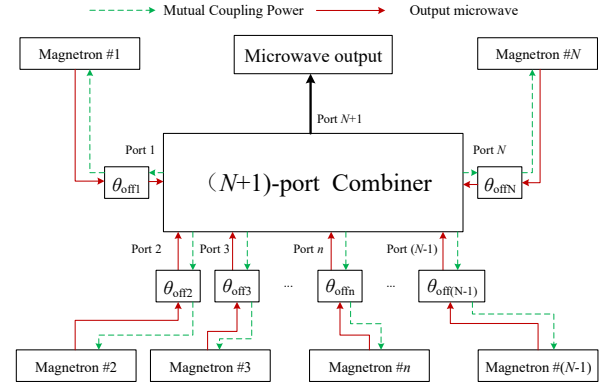 Mutual Coupling Power
Output microwave
Magnetron #1
Microwave output
Magnetron #N
Port N+1
Port 1
Port N
θoff1
（N+1)-port Combiner
θoffN
Port 2
Port 3
Port n
Port (N-1)
θoff2
θoff3
...
θoffn
...
θoff(N-1)
Magnetron #2
Magnetron #3
Magnetron #n
Magnetron #(N-1)